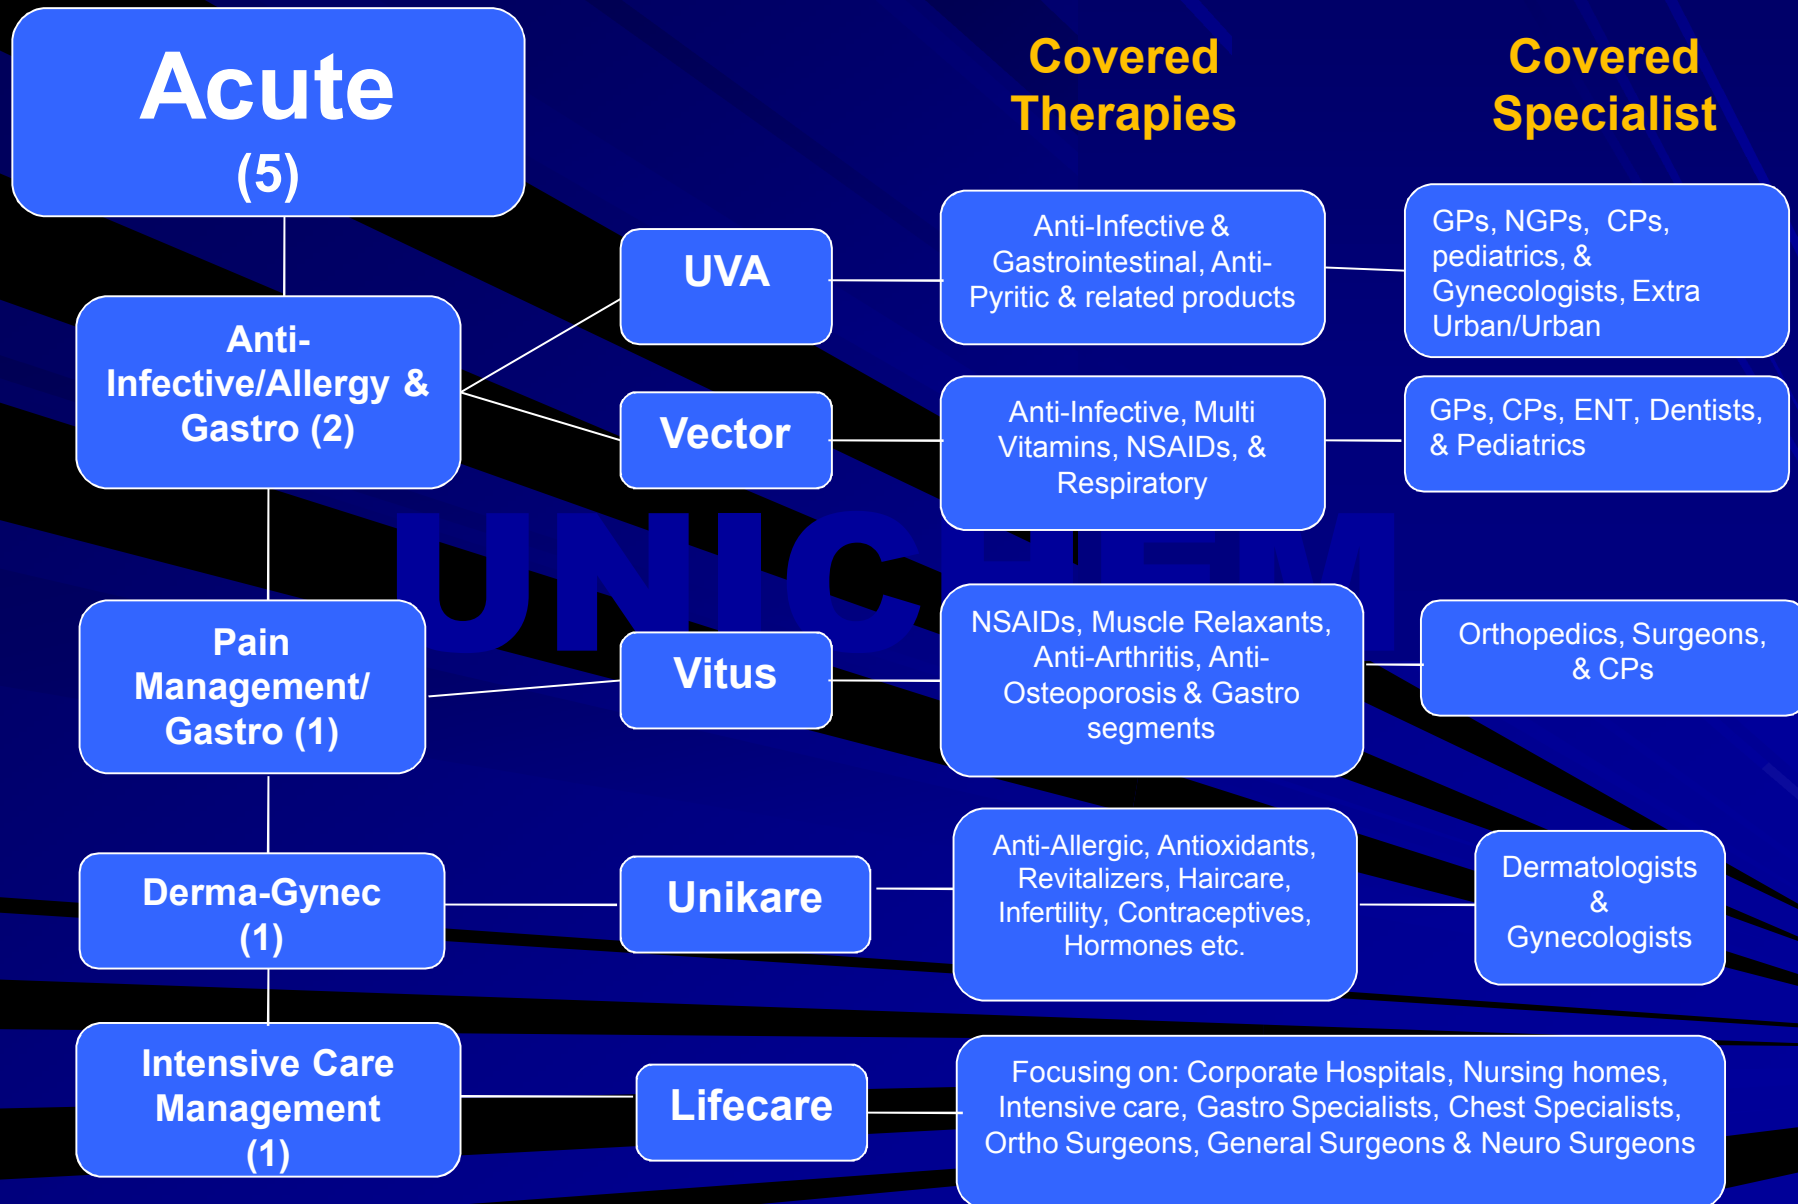 Acute
(5)
Covered
Therapies
Covered
Specialist
Anti-
Infective/Allergy &
Gastro (2)
UVA
Anti-Infective &
Gastrointestinal, Anti-
Pyritic & related products
GPs, NGPs, CPs,
pediatrics, &
Gynecologists, Extra
Urban/Urban
Vector
Anti-Infective, Multi
Vitamins, NSAIDs, &
Respiratory
GPs, CPs, ENT, Dentists,
& Pediatrics
UNICHEM
Pain
Management/
Gastro (1)
Vitus
NSAIDs, Muscle Relaxants,
Anti-Arthritis, Anti-
Osteoporosis & Gastro
segments
Orthopedics, Surgeons,
& CPs
Derma-Gynec
(1)
Unikare
Anti-Allergic, Antioxidants,
Revitalizers, Haircare,
Infertility, Contraceptives,
Hormones etc.
Dermatologists
&
Gynecologists
Intensive Care
Management
(1)
Lifecare
Focusing on: Corporate Hospitals, Nursing homes,
Intensive care, Gastro Specialists, Chest Specialists,
Ortho Surgeons, General Surgeons & Neuro Surgeons